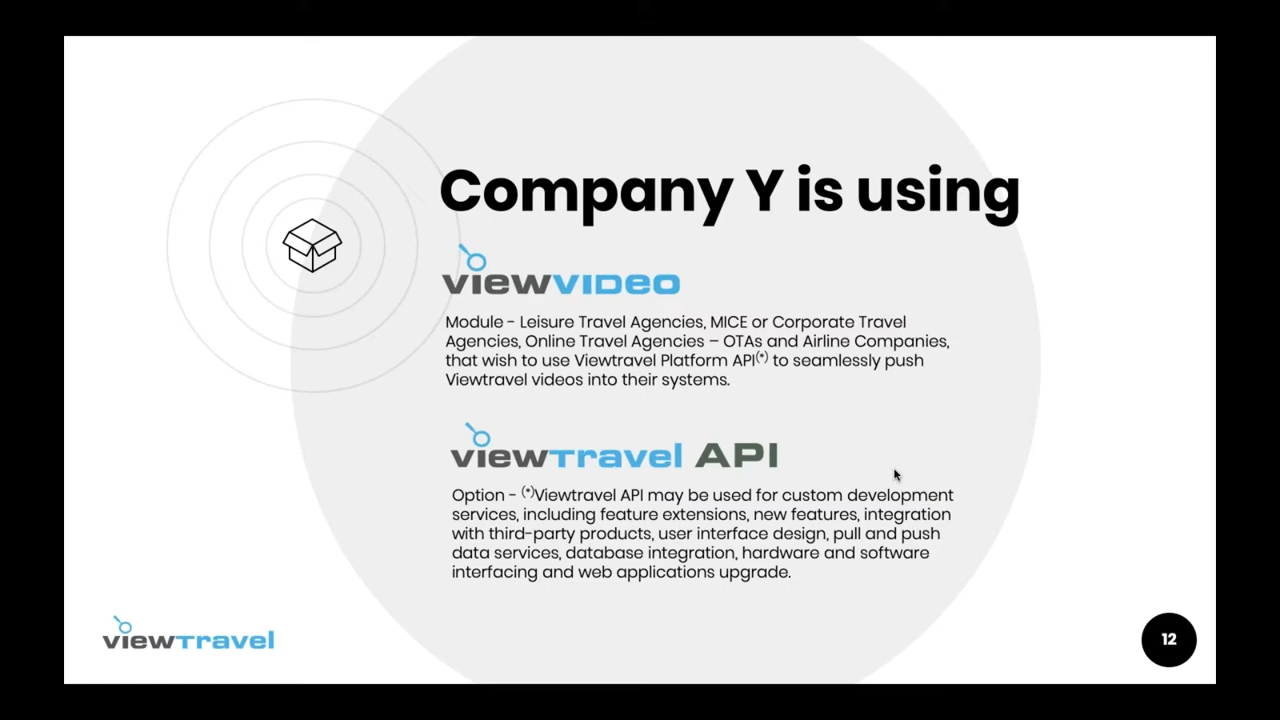 Company Y is using
viewVIDEO
Module - Leisure Travel Agencies, MICE or Corporate Travel
Agencies, Online Travel Agencies – OTAs and Airline Companies,
that wish to use Viewtravel Platform API(*) to seamlessly push
Viewtravel videos into their systems.
viewTravel API
Option - (*)Viewtravel API may be used for custom development
services, including feature extensions, new features, integration
with third-party products, user interface design, pull and push
data services, database integration, hardware and software
interfacing and web applications upgrade.
viewTravel
12